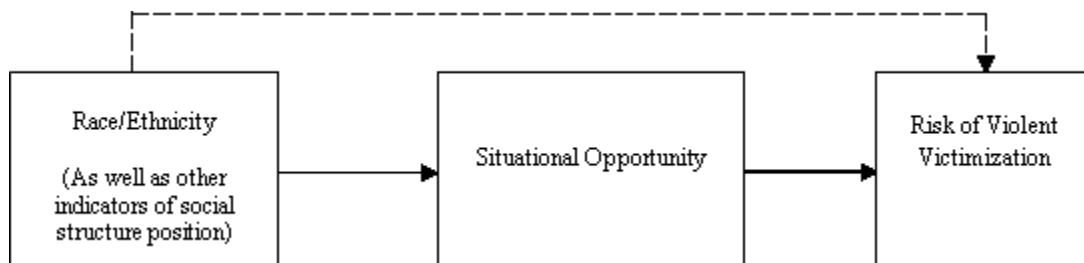 Race/Ethnicity
(As well as other
indicators of social
structure position)
Situational Opportunity
Risk of Violent
Victimization